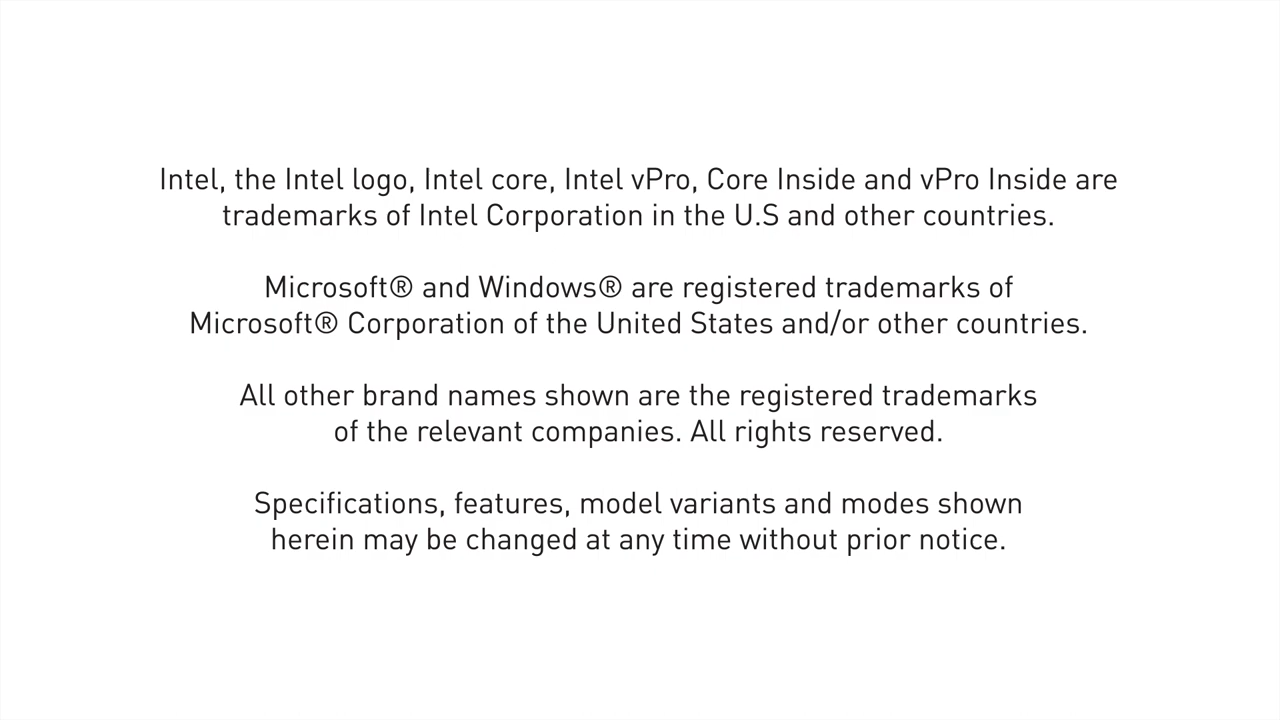 Intel, the Intel logo, Intel core, Intel vPro, Core Inside and vPro Inside are
trademarks of Intel Corporation in the U.S and other countries.
Microsoft® and Windows® are registered trademarks of
Microsoft® Corporation of the United States and/or other countries.
All other brand names shown are the registered trademarks
of the relevant companies. All rights reserved.
Specifications, features, model variants and modes shown
herein may be changed at any time without prior notice.